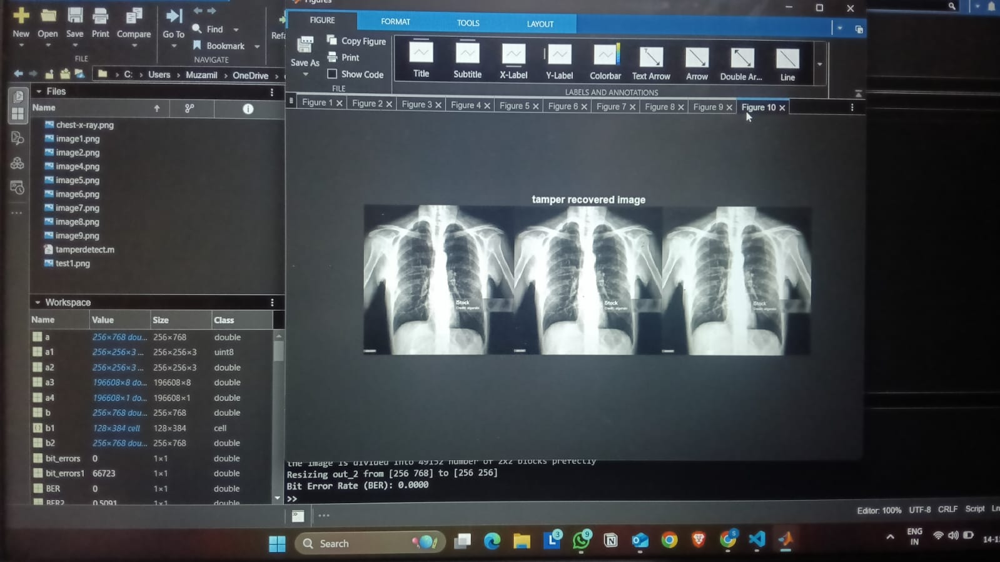 Figures
New
Open
Save
Print
Compare
Go To
Find
Bookmark
FILE
NAVIGATE
FIGURE
FORMAT
TOOLS
LAYOUT
Save As
Copy Figure
Print
Show Code
FILE
Title
Subtitle
X-Label
Y-Label
Colorbar
Text Arrow
Arrow
Double Ar...
Line
LABELS AND ANNOTATIONS
C: > Users > Muzamil > OneDrive >
Files
Name
chest-x-ray.png
image1.png
image2.png
image4.png
image5.png
image6.png
image7.png
image8.png
image9.png
tamperdetect.m
test1.png
Figure 1 Figure 2 Figure 3 Figure 4 Figure 5 Figure 6 Figure 7 Figure 8 Figure 9 Figure 10
tamper recovered image
iStock
iStock
iStock
Workspace
Name Value Size Class
a 256×768 dou... 256×768 double
a1 256×256×3 ... 256×256×3 uint8
a2 256×256×3 ... 256×256×3 double
a3 196608×8 do... 196608×8 double
a4 196608×1 do... 196608×1 double
b 256×768 dou... 256×768 double
b1 128×384 cell 128×384 cell
b2 256×768 dou... 256×768 double
bit_errors 0 1×1 double
bit_errors1 66723 1×1 double
BER 0 1×1 double
BER2 0.5091 1×1 double
the image is divided into 49152 number of 2x2 blocks prefectly
Resizing out_2 from [256 768] to [256 256]
Bit Error Rate (BER): 0.0000
>>
Editor: 100% UTF-8 CRLF Script Ln
Search
3
9
ENG
IN